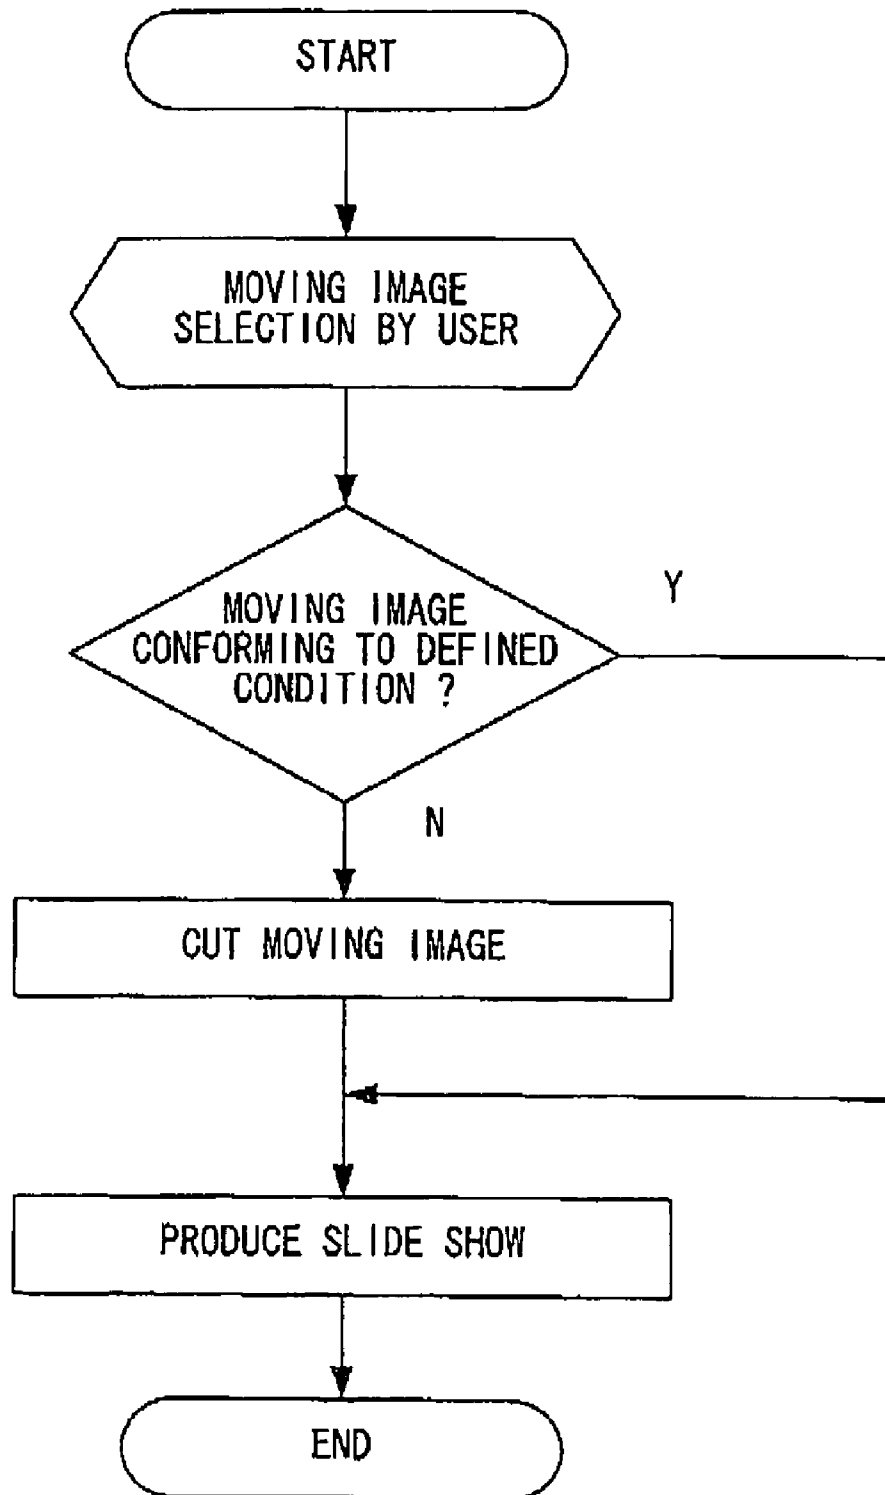 START
MOVING IMAGE
SELECTION BY USER
MOVING IMAGE
CONFORMING TO DEFINED
CONDITION ?
Y
N
CUT MOVING IMAGE
PRODUCE SLIDE SHOW
END